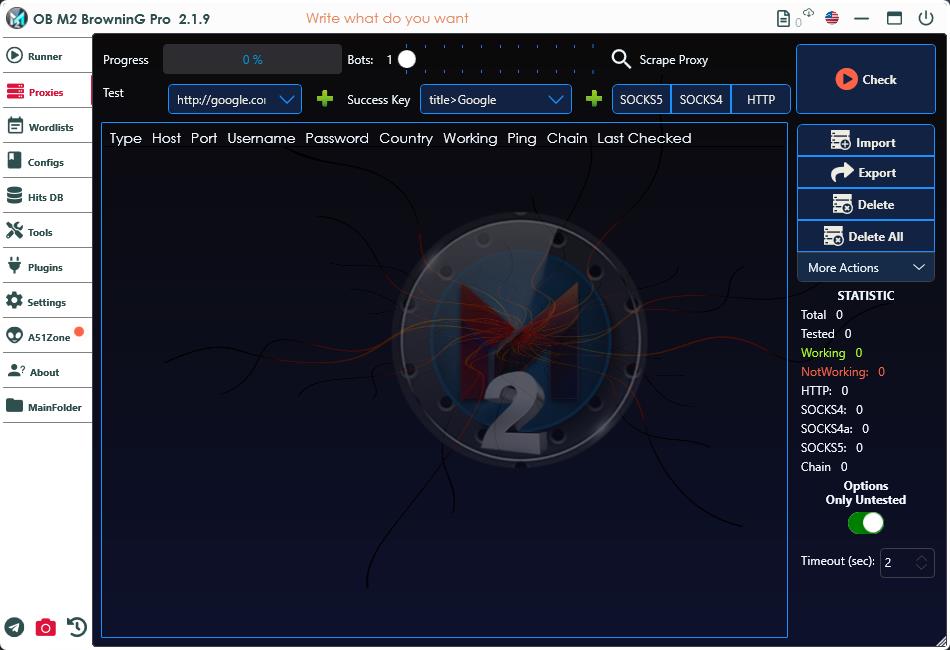 OB M2 BrowninG Pro 2.1.9
Write what do you want
0
Runner
Proxies
Wordlists
Configs
Hits DB
Tools
Plugins
Settings
A51Zone
About
MainFolder
Progress
0 %
Bots: 1
Scrape Proxy
Check
Test
http://google.co
Success Key
title>Google
SOCKS5
SOCKS4
HTTP
Type Host Port Username Password Country Working Ping Chain Last Checked
2
Import
Export
Delete
Delete All
More Actions
STATISTIC
Total 0
Tested 0
Working 0
NotWorking: 0
HTTP: 0
SOCKS4: 0
SOCKS4a: 0
SOCKS5: 0
Chain 0
Options
Only Untested
Timeout (sec): 2